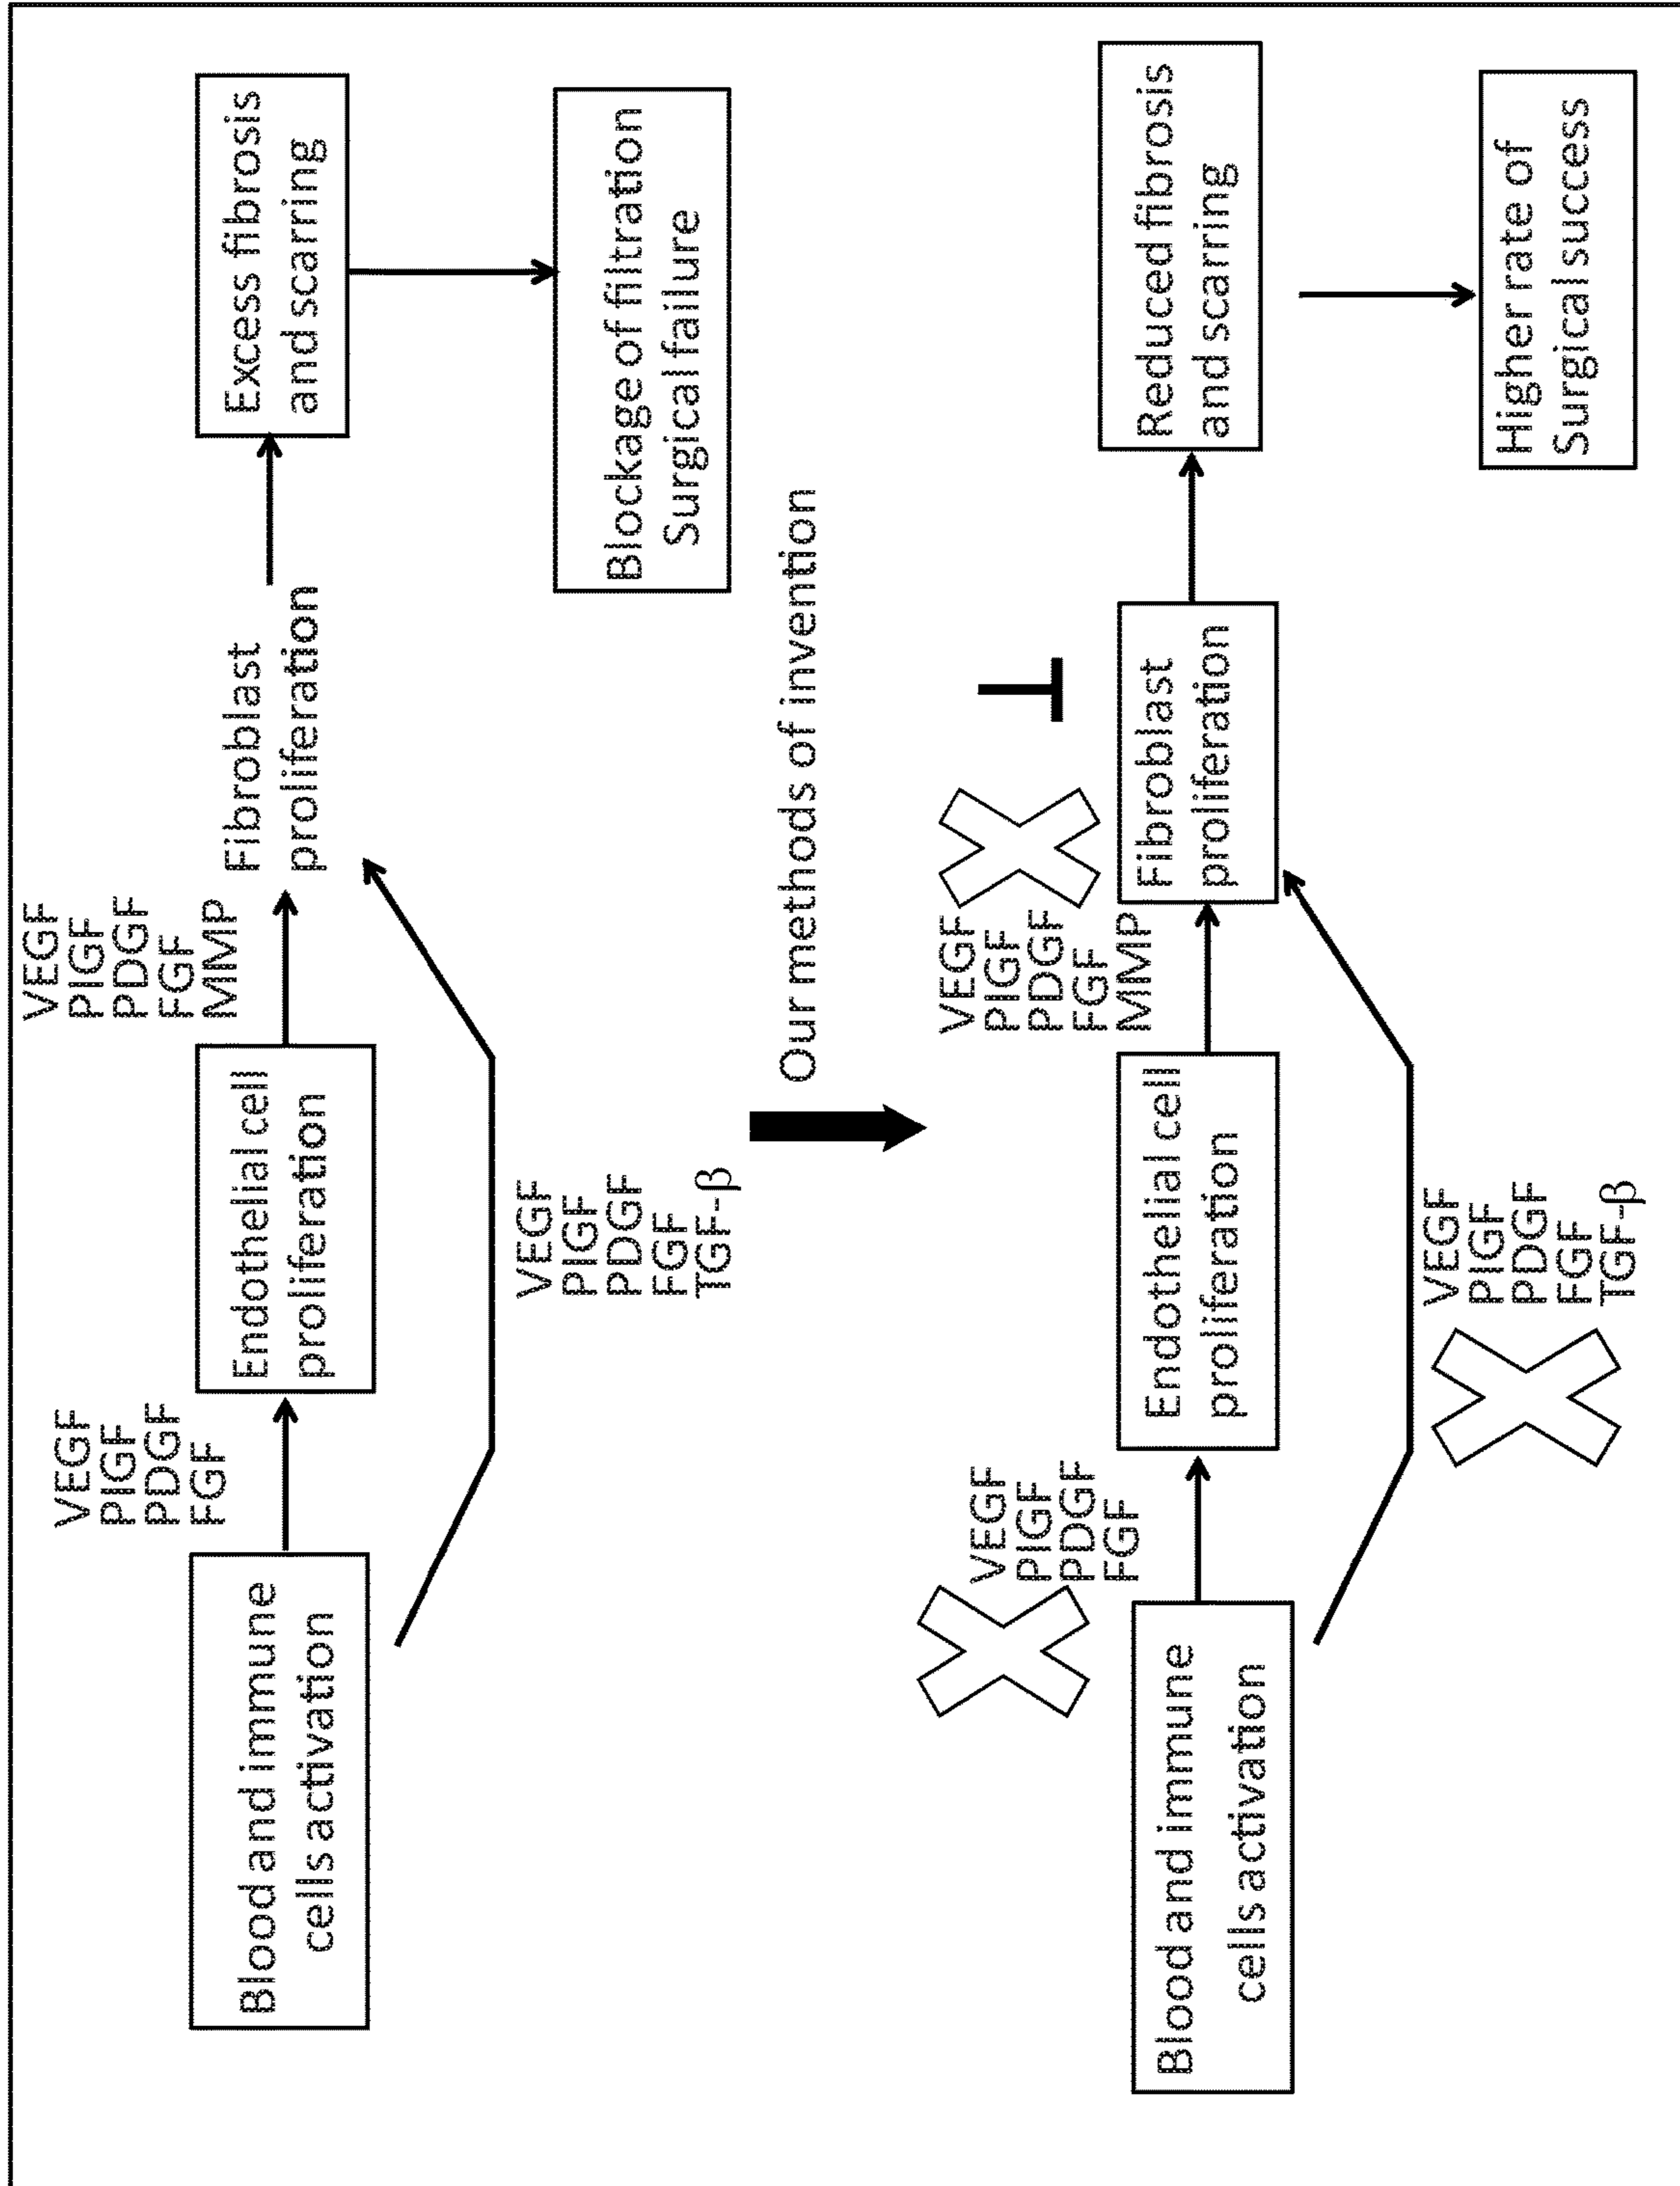 VEGF
PIGF
PDGF
FGF
VEGF
PIGF
PDGF
FGF
MMP
Blood and immune
cells activation
Endothelial cell
proliferation
Fibroblast
proliferation
Excess fibrosis
and scarring
VEGF
PIGF
PDGF
FGF
TGF-β
Blockage of filtration
Surgical failure
Our methods of invention
VEGF
PIGF
PDGF
FGF
VEGF
PIGF
PDGF
FGF
MMP
Blood and immune
cells activation
Endothelial cell
proliferation
Fibroblast
proliferation
Reduced fibrosis
and scarring
VEGF
PIGF
PDGF
FGF
TGF-β
Higher rate of
Surgical success